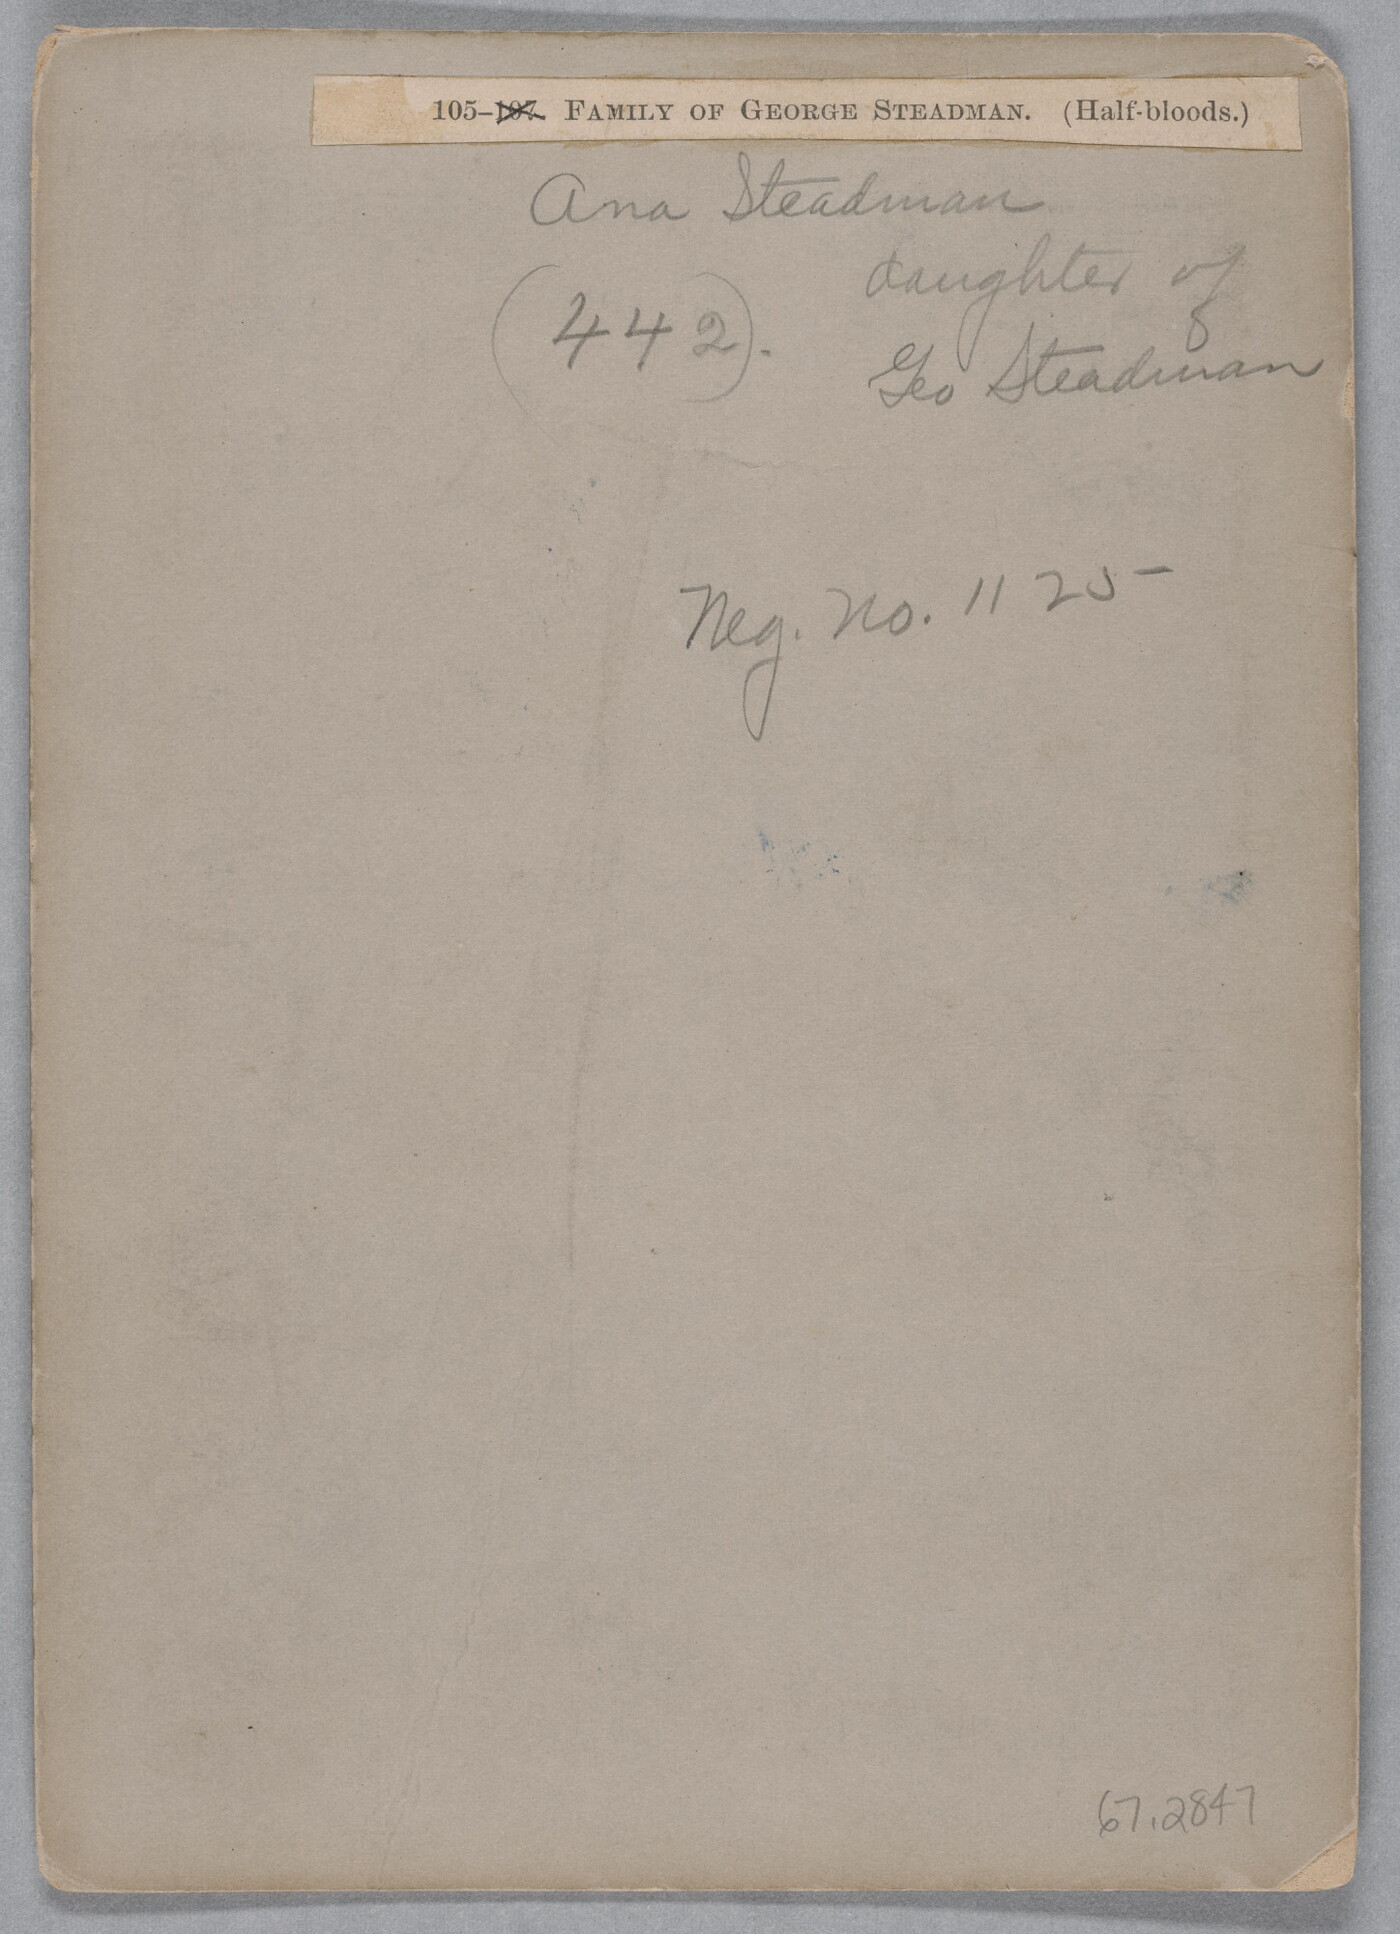 105-107. FAMILY OF GEORGE STEADMAN. (Half-bloods.)
Ana Steadman
daughter of
(442).
Geo Steadman
Neg. No. 1125
67.2847